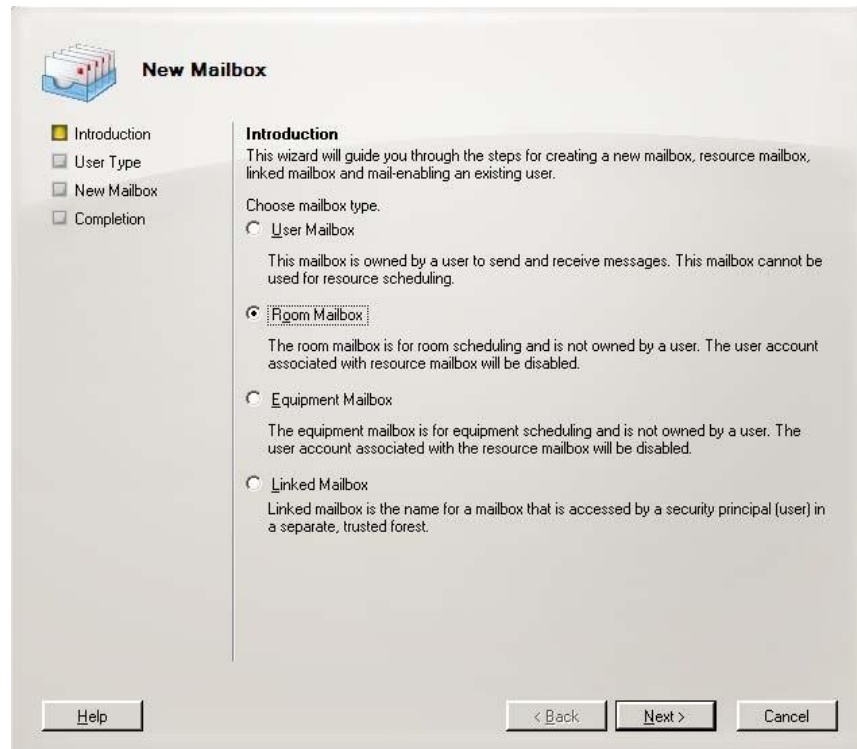 New Mailbox
Introduction
User Type
New Mailbox
Completion
Introduction
This wizard will guide you through the steps for creating a new mailbox, resource mailbox,
linked mailbox and mail-enabling an existing user.
Choose mailbox type.
User Mailbox
This mailbox is owned by a user to send and receive messages. This mailbox cannot be
used for resource scheduling.
Room Mailbox
The room mailbox is for room scheduling and is not owned by a user. The user account
associated with resource mailbox will be disabled.
Equipment Mailbox
The equipment mailbox is for equipment scheduling and is not owned by a user. The
user account associated with the resource mailbox will be disabled.
Linked Mailbox
Linked mailbox is the name for a mailbox that is accessed by a security principal (user) in
a separate, trusted forest.
Help
< Back
Next >
Cancel